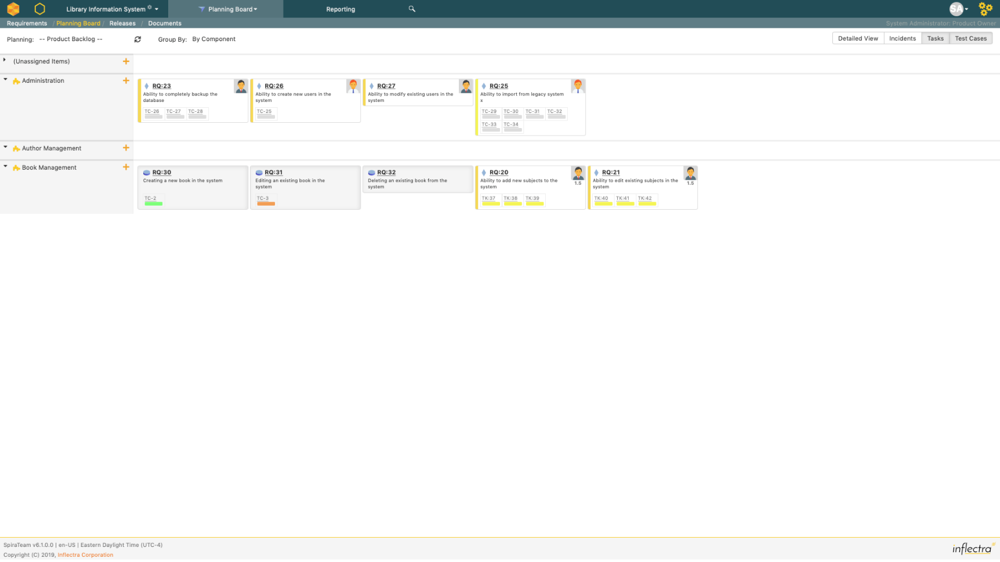 Library Information System
Planning Board
Reporting
SA
Requirements / Planning Board / Releases / Documents
System Administrator: Product Owner
Planning: -- Product Backlog --
Group By: By Component
Detailed View
Incidents
Tasks
Test Cases
(Unassigned Items)
Administration
RQ:23
Ability to completely backup the
database
TC-26 TC-27 TC-28
RQ:26
Ability to create new users in the
system
TC-25
RQ:27
Ability to modify existing users in the
system
RQ:25
Ability to import from legacy system
x
TC-29 TC-30 TC-31 TC-32
TC-33 TC-34
Author Management
Book Management
RQ:30
Creating a new book in the system
TC-2
RQ:31
Editing an existing book in the
system
TC-3
RQ:32
Deleting an existing book from the
system
RQ:20
1.5
Ability to add new subjects to the
system
TK:37 TK:38 TK:39
RQ:21
1.5
Ability to edit existing subjects in the
system
TK:40 TK:41 TK:42
SpiraTeam v6.1.0.0 | en-US | Eastern Daylight Time (UTC-4)
Copyright (C) 2019, Inflectra Corporation
inflectra